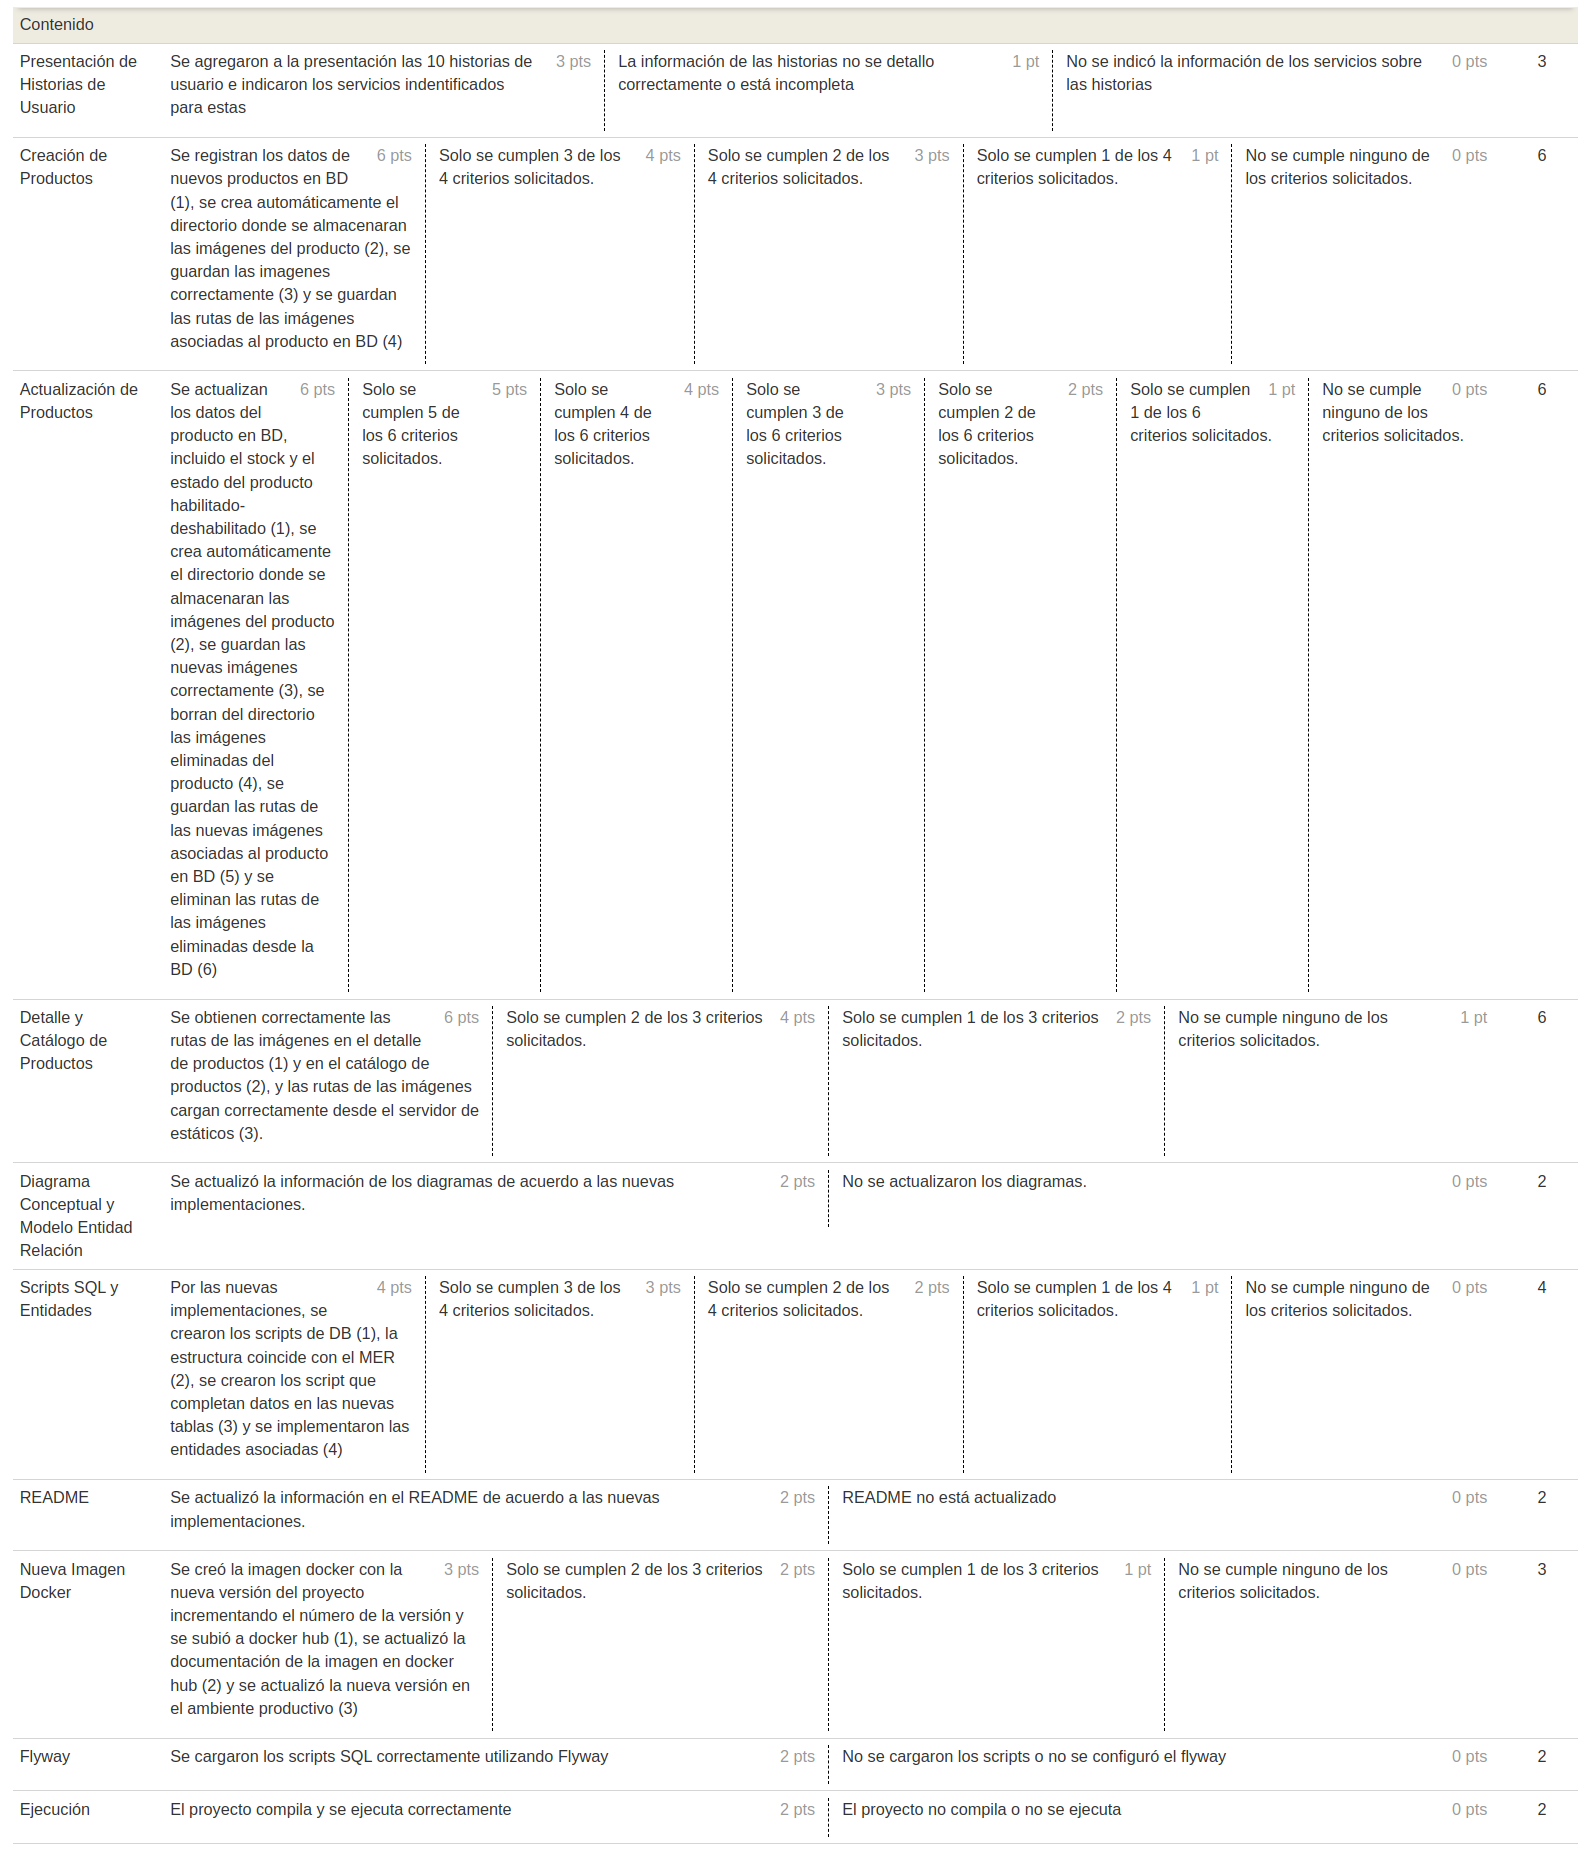 Contenido
Presentación de
Historias de
Usuario
Se agregaron a la presentación las 10 historias de
usuario e indicaron los servicios indentificados
para estas
3 pts
La información de las historias no se detallo
correctamente o está incompleta
1 pt
No se indicó la información de los servicios sobre
las historias
0 pts
3
Creación de
Productos
Se registran los datos de
nuevos productos en BD
(1), se crea automáticamente el
directorio donde se almacenaran
las imágenes del producto (2), se
guardan las imagenes
correctamente (3) y se guardan
las rutas de las imágenes
asociadas al producto en BD (4)
6 pts
Solo se cumplen 3 de los
4 criterios solicitados.
4 pts
Solo se cumplen 2 de los
4 criterios solicitados.
3 pts
Solo se cumplen 1 de los 4
criterios solicitados.
1 pt
No se cumple ninguno de
los criterios solicitados.
0 pts
6
Actualización de
Productos
Se actualizan
los datos del
producto en BD,
incluido el stock y el
estado del producto
habilitado-
deshabilitado (1), se
crea automáticamente
el directorio donde se
almacenaran las
imágenes del producto
(2), se guardan las
nuevas imágenes
correctamente (3), se
borran del directorio
las imágenes
eliminadas del
producto (4), se
guardan las rutas de
las nuevas imágenes
asociadas al producto
en BD (5) y se
eliminan las rutas de
las imágenes
eliminadas desde la
BD (6)
6 pts
Solo se
cumplen 5 de
los 6 criterios
solicitados.
5 pts
Solo se
cumplen 4 de
los 6 criterios
solicitados.
4 pts
Solo se
cumplen 3 de
los 6 criterios
solicitados.
3 pts
Solo se
cumplen 2 de
los 6 criterios
solicitados.
2 pts
Solo se cumplen
1 de los 6
criterios solicitados.
1 pt
No se cumple
ninguno de los
criterios solicitados.
0 pts
6
Detalle y
Catálogo de
Productos
Se obtienen correctamente las
rutas de las imágenes en el detalle
de productos (1) y en el catálogo de
productos (2), y las rutas de las imágenes
cargan correctamente desde el servidor de
estáticos (3).
6 pts
Solo se cumplen 2 de los 3 criterios
solicitados.
4 pts
Solo se cumplen 1 de los 3 criterios
solicitados.
2 pts
No se cumple ninguno de los
criterios solicitados.
1 pt
6
Diagrama
Conceptual y
Modelo Entidad
Relación
Se actualizó la información de los diagramas de acuerdo a las nuevas
implementaciones.
2 pts
No se actualizaron los diagramas.
0 pts
2
Scripts SQL y
Entidades
Por las nuevas
implementaciones, se
crearon los scripts de DB (1), la
estructura coincide con el MER
(2), se crearon los script que
completan datos en las nuevas
tablas (3) y se implementaron las
entidades asociadas (4)
4 pts
Solo se cumplen 3 de los
4 criterios solicitados.
3 pts
Solo se cumplen 2 de los
4 criterios solicitados.
2 pts
Solo se cumplen 1 de los 4
criterios solicitados.
1 pt
No se cumple ninguno de
los criterios solicitados.
0 pts
4
README
Se actualizó la información en el README de acuerdo a las nuevas
implementaciones.
2 pts
README no está actualizado
0 pts
2
Nueva Imagen
Docker
Se creó la imagen docker con la
nueva versión del proyecto
incrementando el número de la versión y
se subió a docker hub (1), se actualizó la
documentación de la imagen en docker
hub (2) y se actualizó la nueva versión en
el ambiente productivo (3)
3 pts
Solo se cumplen 2 de los 3 criterios
solicitados.
2 pts
Solo se cumplen 1 de los 3 criterios
solicitados.
1 pt
No se cumple ninguno de los
criterios solicitados.
0 pts
3
Flyway
Se cargaron los scripts SQL correctamente utilizando Flyway
2 pts
No se cargaron los scripts o no se configuró el flyway
0 pts
2
Ejecución
El proyecto compila y se ejecuta correctamente
2 pts
El proyecto no compila o no se ejecuta
0 pts
2